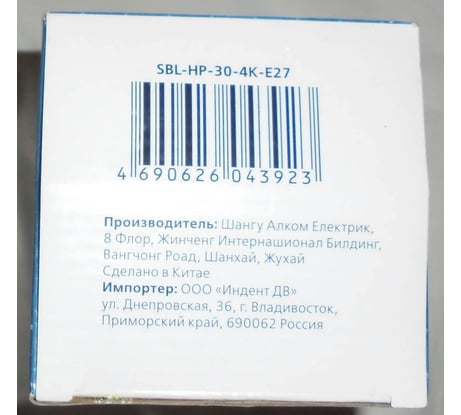 SBL-HP-30-4K-E27
4 690626 043923
Производитель: Шангу Алком Електрик,
8 Флор, Жинченг Интернашионал Билдинг,
Вангчонг Роад, Шанхай, Жухай
Сделано в Китае
Импортер: ООО «Индент ДВ»
ул. Днепровская, 36, г. Владивосток,
Приморский край, 690062 Россия